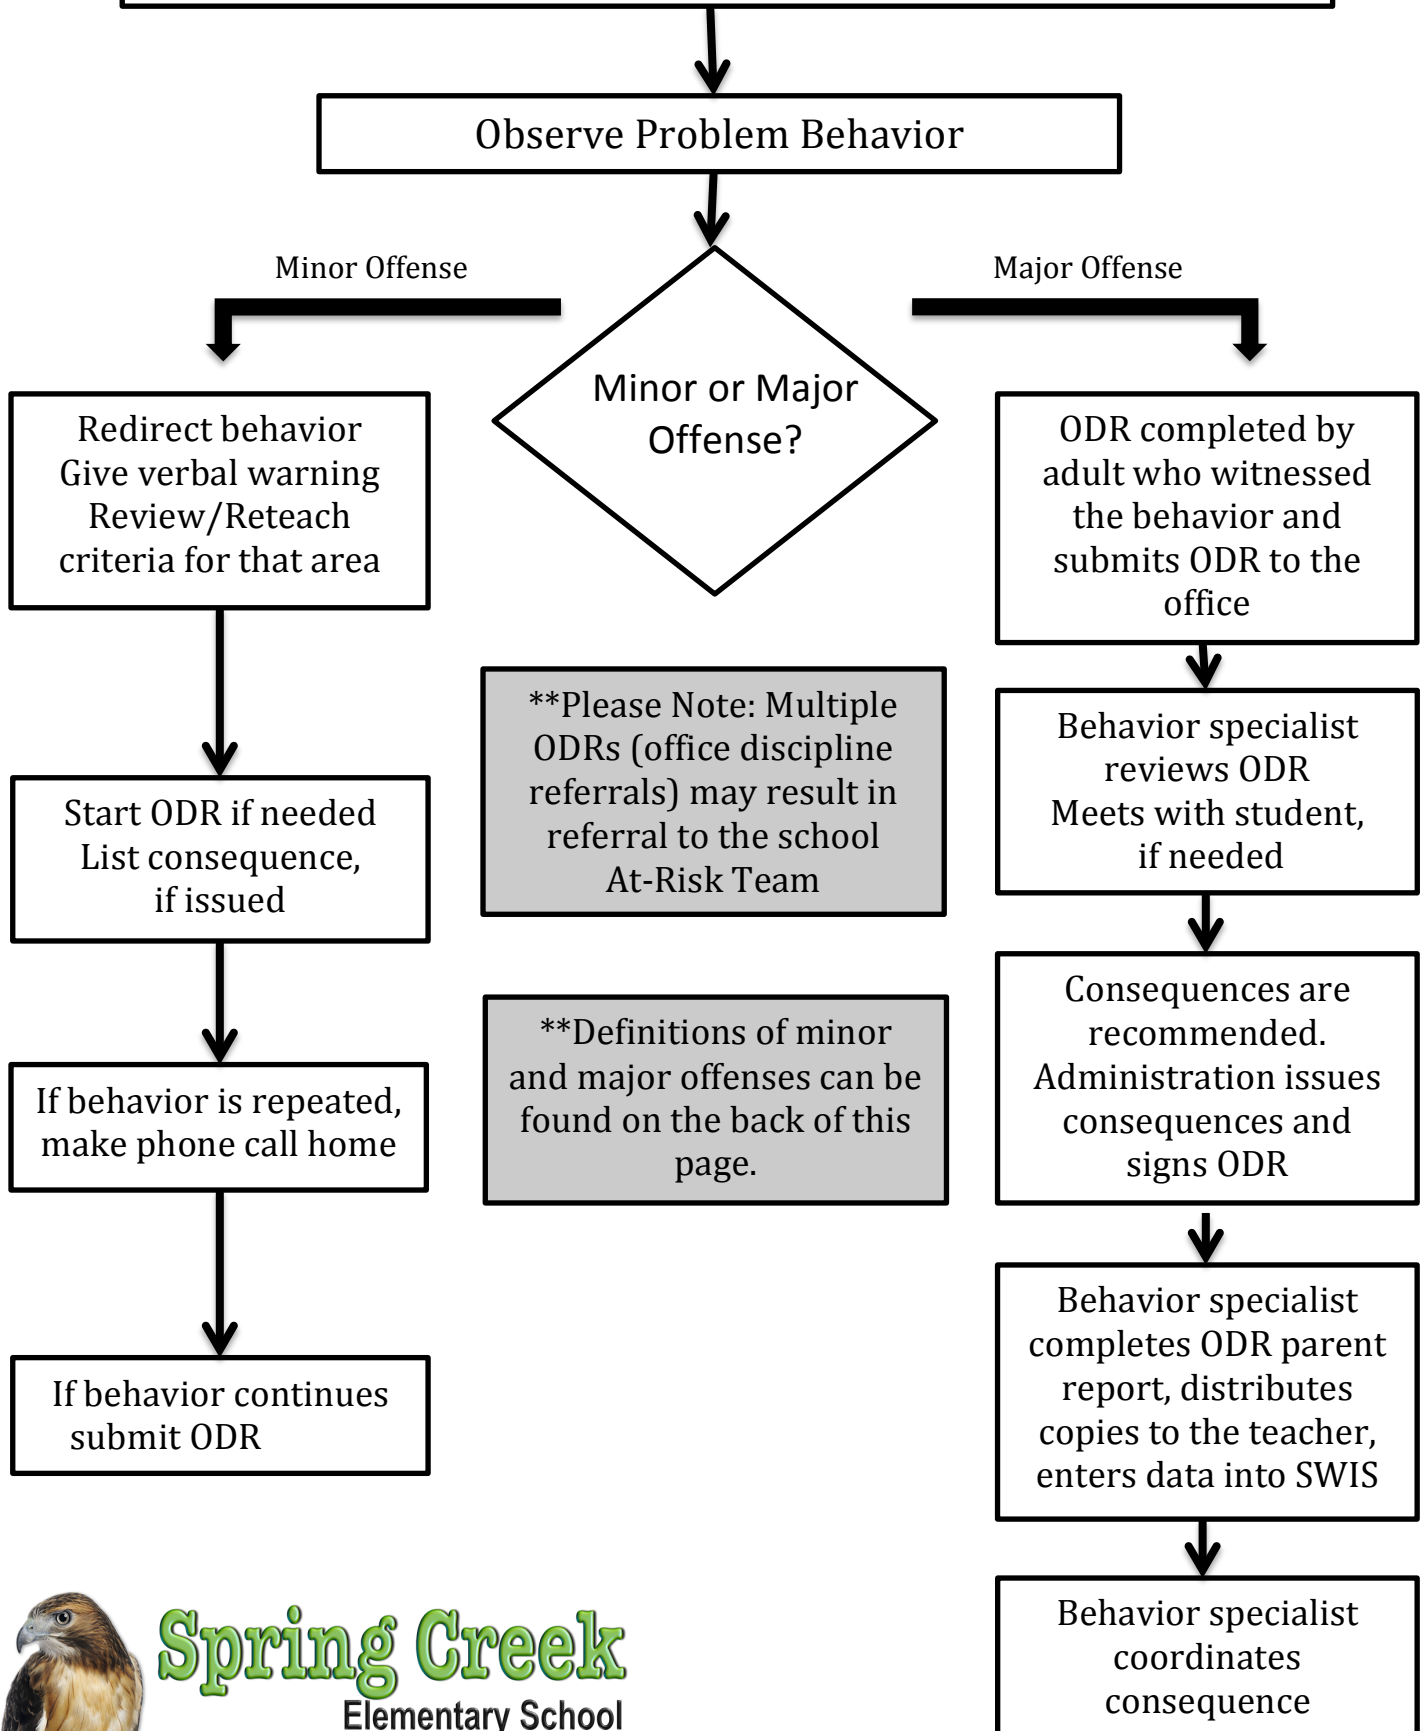 Observe Problem Behavior
Minor Offense
Major Offense
Minor or Major
Offense?
Redirect behavior
Give verbal warning
Review/Reteach
criteria for that area
Start ODR if needed
List consequence,
if issued
If behavior is repeated,
make phone call home
If behavior continues
submit ODR
**Please Note: Multiple
ODRs (office discipline
referrals) may result in
referral to the school
At-Risk Team
**Definitions of minor
and major offenses can be
found on the back of this
page.
ODR completed by
adult who witnessed
the behavior and
submits ODR to the
office
Behavior specialist
reviews ODR
Meets with student,
if needed
Consequences are
recommended.
Administration issues
consequences and
signs ODR
Behavior specialist
completes ODR parent
report, distributes
copies to the teacher,
enters data into SWIS
Behavior specialist
coordinates
consequence
Spring Creek
Elementary School